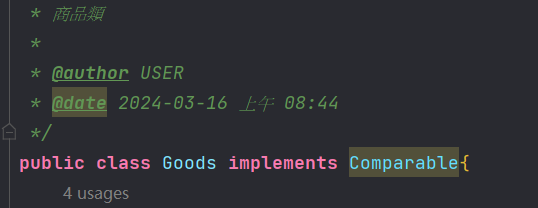 * 商品類
*
* @author USER
* @date 2024-03-16 上午 08:44
*/
public class Goods implements Comparable{
4 usages